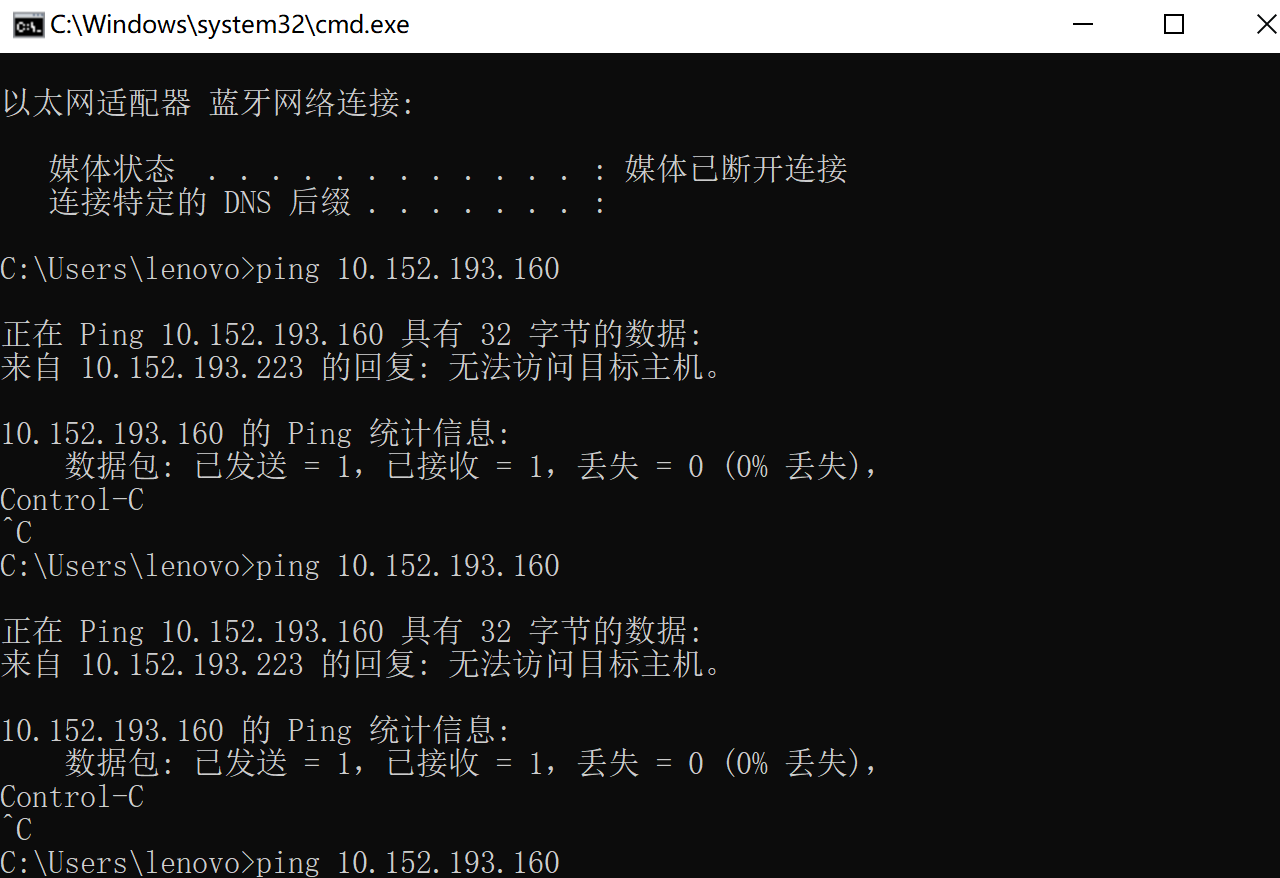 C:\Windows\system32\cmd.exe
以太网适配器 蓝牙网络连接:
媒体状态  . . . . . . . . . . . . : 媒体已断开连接
连接特定的 DNS 后缀 . . . . . . . :
C:\Users\lenovo>ping 10.152.193.160
正在 Ping 10.152.193.160 具有 32 字节的数据:
来自 10.152.193.223 的回复: 无法访问目标主机。
10.152.193.160 的 Ping 统计信息:
数据包: 已发送 = 1，已接收 = 1，丢失 = 0 (0% 丢失)，
Control-C
^C
C:\Users\lenovo>ping 10.152.193.160
正在 Ping 10.152.193.160 具有 32 字节的数据:
来自 10.152.193.223 的回复: 无法访问目标主机。
10.152.193.160 的 Ping 统计信息:
数据包: 已发送 = 1，已接收 = 1，丢失 = 0 (0% 丢失)，
Control-C
^C
C:\Users\lenovo>ping 10.152.193.160